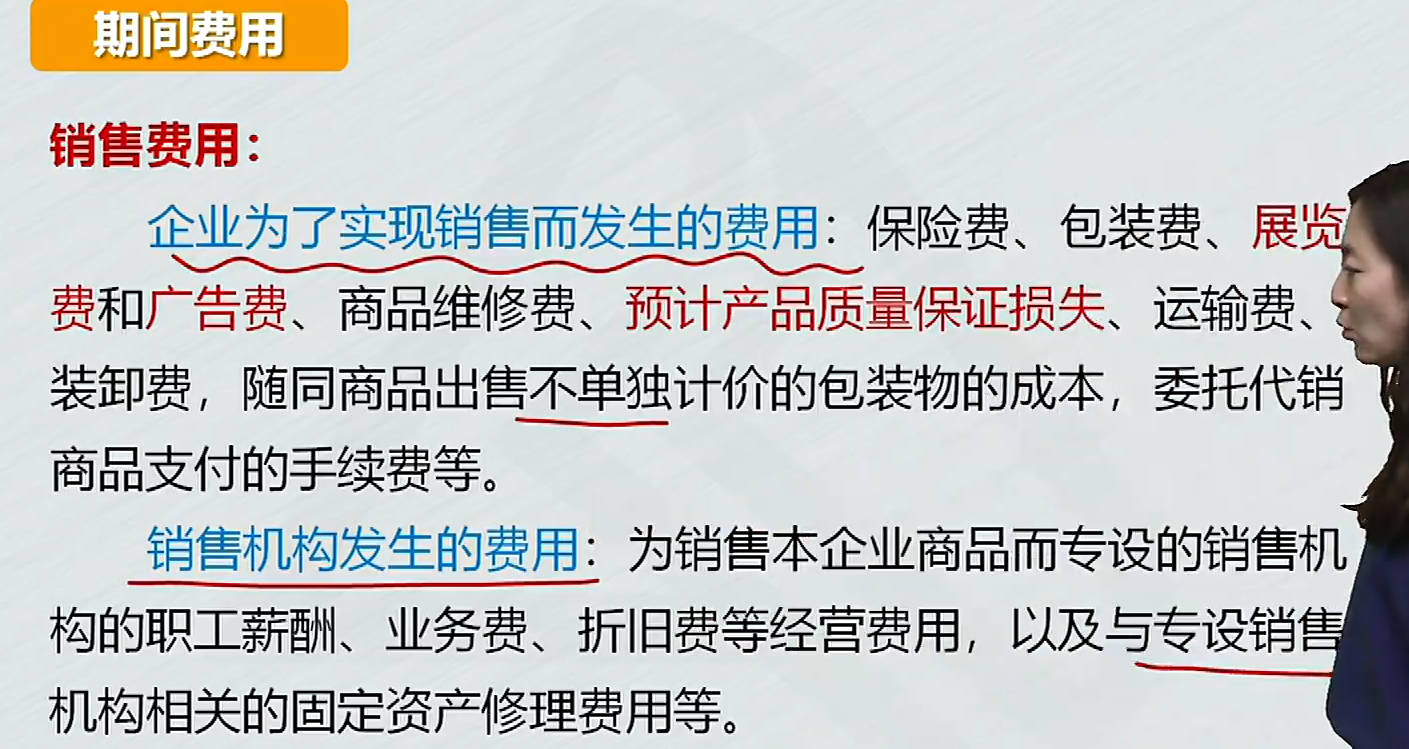 期间费用
销售费用：
企业为了实现销售而发生的费用：保险费、包装费、展览
费和广告费、商品维修费、预计产品质量保证损失、运输费、
装卸费，随同商品出售不单独计价的包装物的成本，委托代销
商品支付的手续费等。
销售机构发生的费用：为销售本企业商品而专设的销售机
构的职工薪酬、业务费、折旧费等经营费用，以及与专设销售
机构相关的固定资产修理费用等。